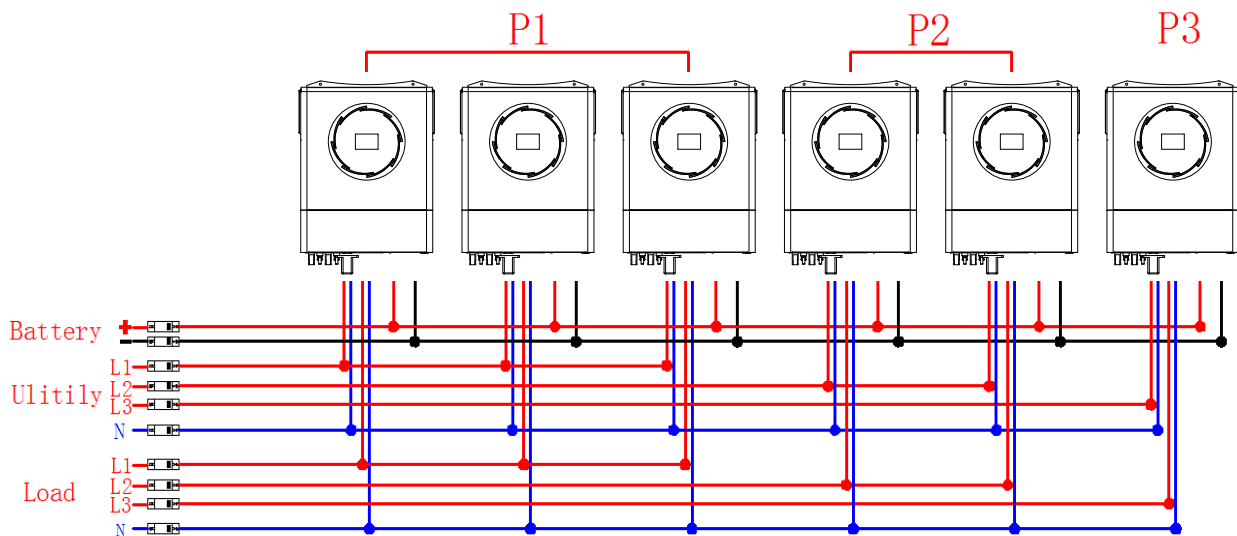 P1 P2 P3
Battery + -
L1
Ulitily L2
L3
N
L1
Load L2
L3
N